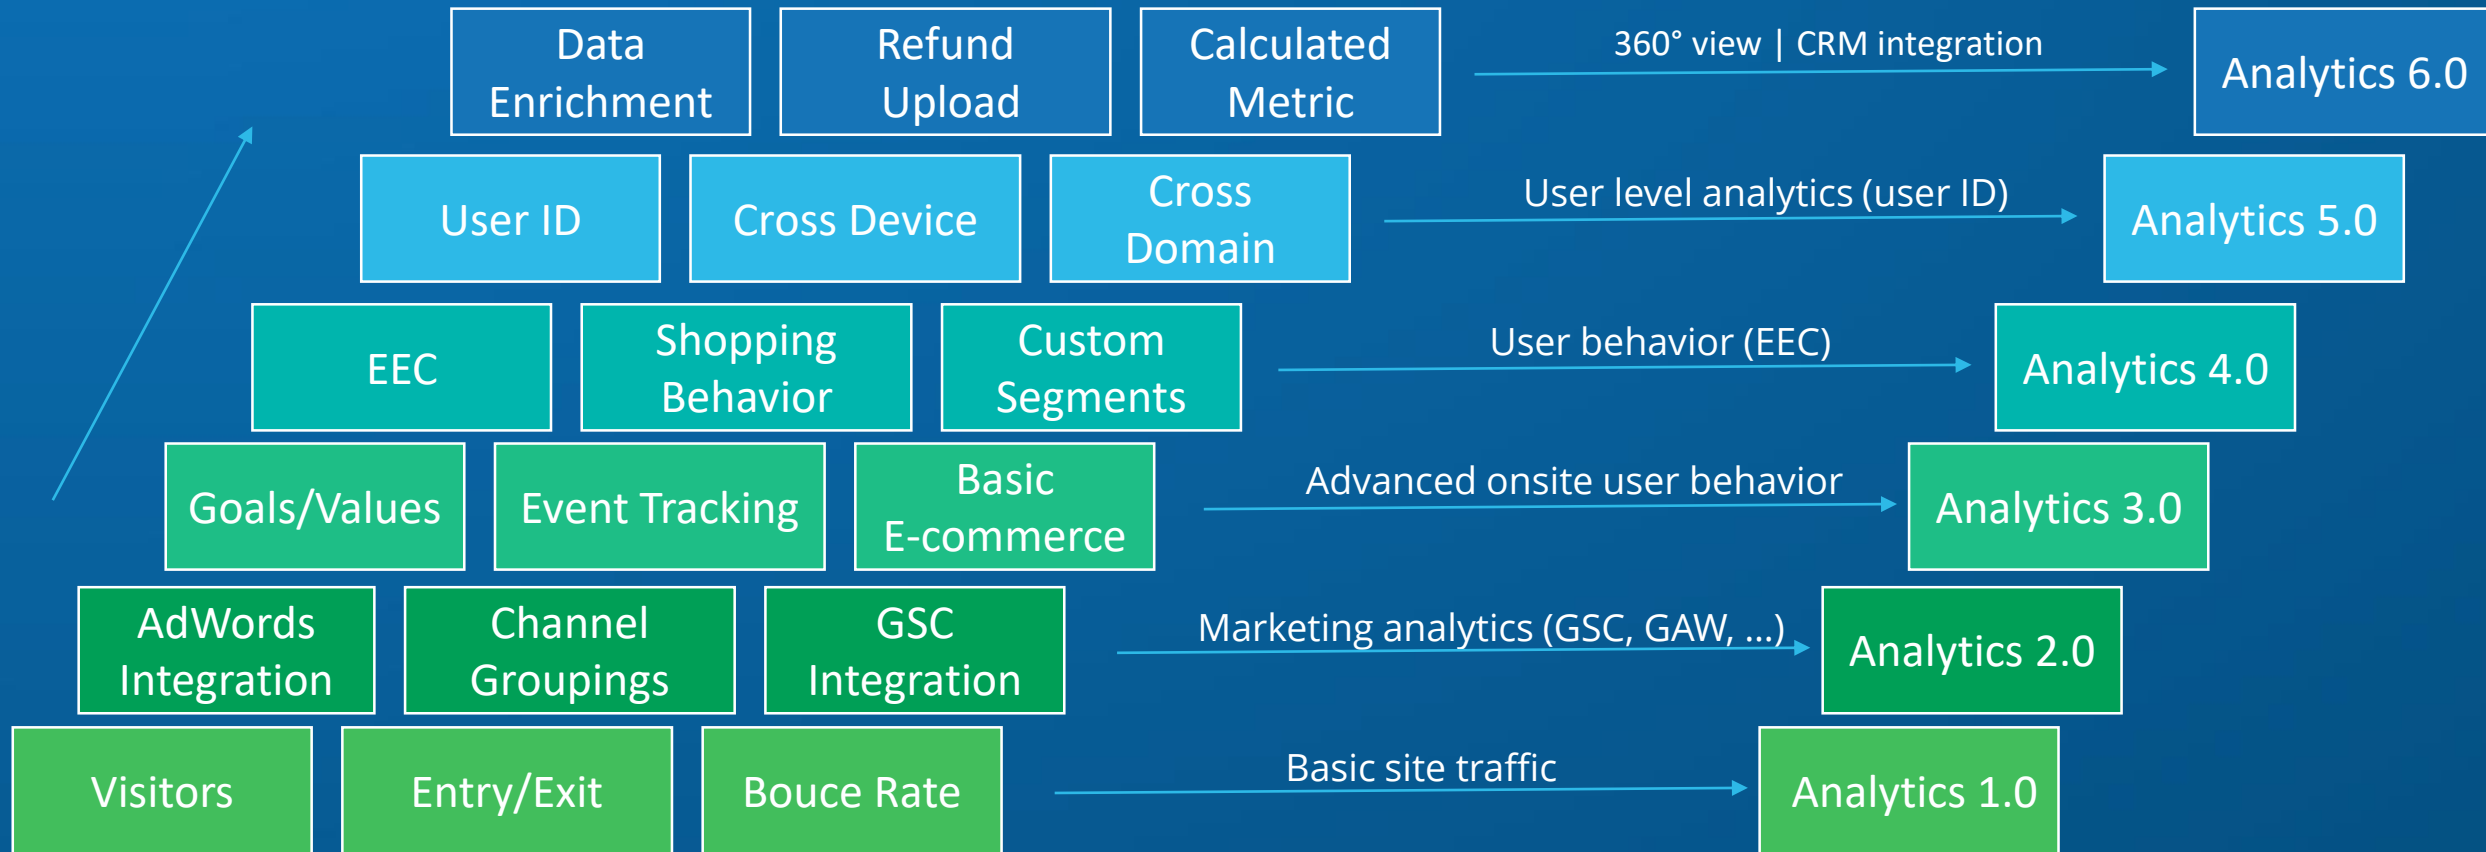 Data
Enrichment
Refund
Upload
Calculated
Metric
360° view | CRM integration
Analytics 6.0
User ID
Cross Device
Cross
Domain
User level analytics (user ID)
Analytics 5.0
EEC
Shopping
Behavior
Custom
Segments
User behavior (EEC)
Analytics 4.0
Goals/Values
Event Tracking
Basic
E-commerce
Advanced onsite user behavior
Analytics 3.0
AdWords
Integration
Channel
Groupings
GSC
Integration
Marketing analytics (GSC, GAW, ...)
Analytics 2.0
Visitors
Entry/Exit
Bouce Rate
Basic site traffic
Analytics 1.0